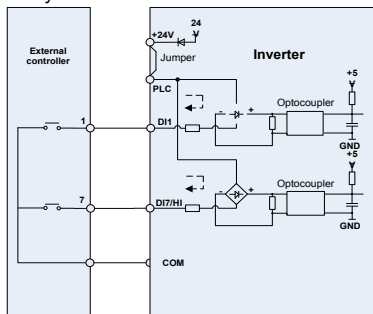 +24V
24
External
controller
Jumper
Inverter
PLC
+5
Optocoupler
1
DI1
-
+
GND
+5
Optocoupler
7
DI7/HI
-
+
GND
COM